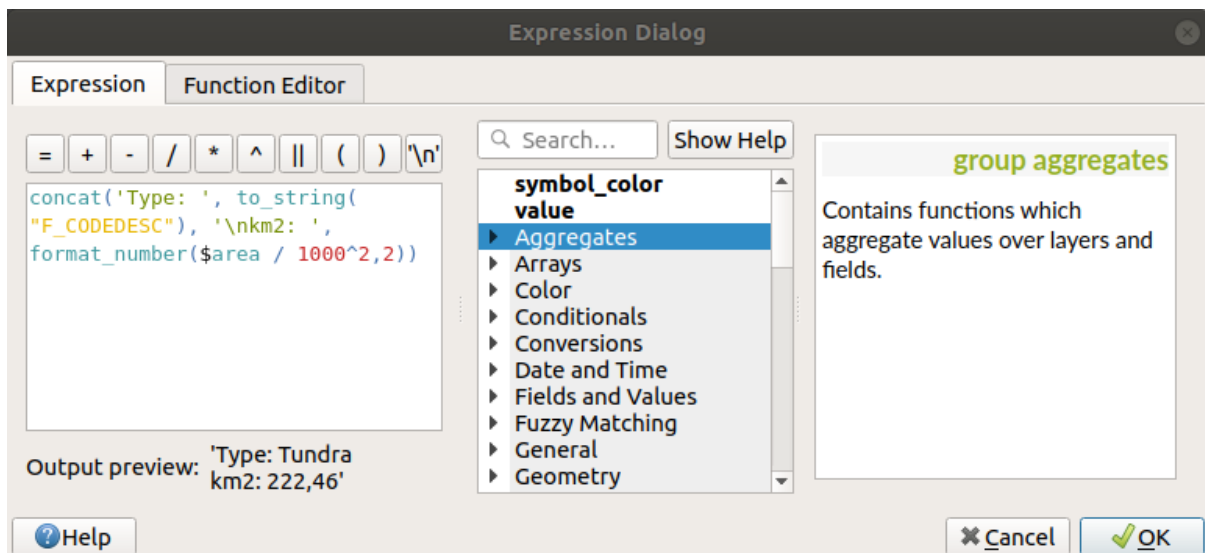 Expression Dialog
Expression
Function Editor
= + - / * ^ || ( ) '\n'
concat('Type: ', to_string(
"F_CODEDESC"), '\nkm2: ',
format_number($area / 1000^2,2))
Output preview:
'Type: Tundra
km2: 222,46'
Search...
Show Help
symbol_color
value
Aggregates
Arrays
Color
Conditionals
Conversions
Date and Time
Fields and Values
Fuzzy Matching
General
Geometry
group aggregates
Contains functions which
aggregate values over layers and
fields.
Help
Cancel
OK